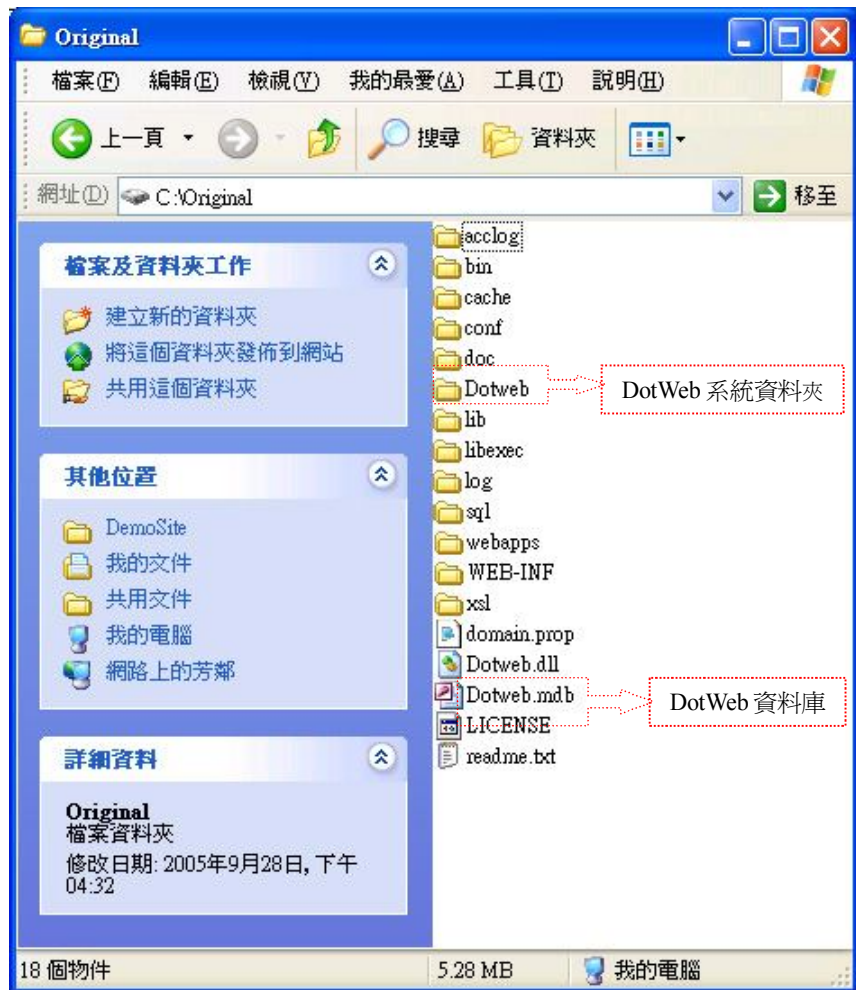 Original
檔案(F) 編輯(E) 檢視(V) 我的最愛(A) 工具(T) 說明(H)
上一頁 搜尋 資料夾
網址(D) C:\Original 移至
檔案及資料夾工作
建立新的資料夾
將這個資料夾發佈到網站
共用這個資料夾
其他位置
DemoSite
我的文件
共用文件
我的電腦
網路上的芳鄰
詳細資料
Original
檔案資料夾
修改日期: 2005年9月28日, 下午
04:32
acclog
bin
cache
conf
doc
Dotweb
DotWeb 系統資料夾
lib
libexec
log
sql
webapps
WEB-INF
xsl
domain.prop
Dotweb.dll
Dotweb.mdb
DotWeb 資料庫
LICENSE
readme.txt
18 個物件 5.28 MB 我的電腦